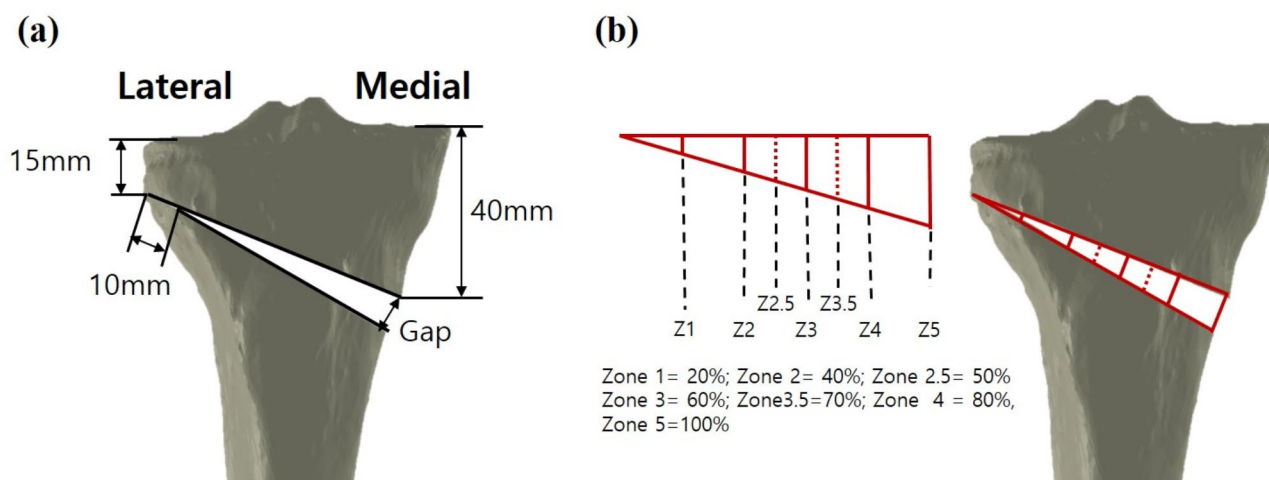 (a)
Lateral
Medial
15mm
40mm
10mm
Gap
(b)
Z2.5
Z3.5
Z1
Z2
Z3
Z4
Z5
Zone 1= 20%; Zone 2= 40%; Zone 2.5= 50%
Zone 3= 60%; Zone3.5=70%; Zone 4 = 80%,
Zone 5=100%